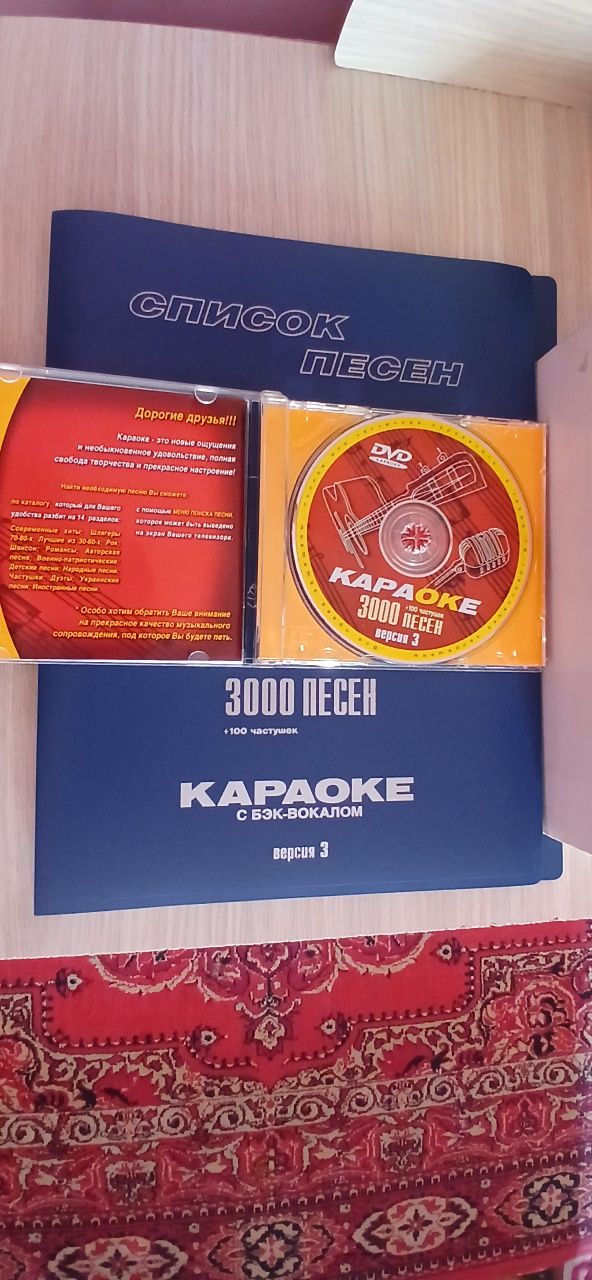 СПИСОК
ПЕСЕН
Дорогие друзья!!!
Караоке - это новые ощущения
и необыкновенное удовольствие, полная
свобода творчества и прекрасное настроение!
Найти необходимую песню Вы сможете
по каталогу, который для Вашего
удобства разбит на 14 разделов:
Современные хиты; Шлягеры
70-80-х; Лучшие из 30-60-х; Рок;
Шансон; Романсы; Авторская
песня; Военно-патриотические;
Детские песни; Народные песни;
Частушки; Дуэты; Украинские
песни; Иностранные песни.
с помощью МЕНЮ ПОИСКА ПЕСНИ,
которое может быть выведено
на экран Вашего телевизора.
* Особо хотим обратить Ваше внимание
на прекрасное качество музыкального
сопровождения, под которое Вы будете петь.
DVD
КАРАОКЕ
3000 ПЕСЕН
+100 частушек
версия 3
3000 ПЕСЕН
+100 частушек
КАРАОКЕ
С БЭК-ВОКАЛОМ
версия 3